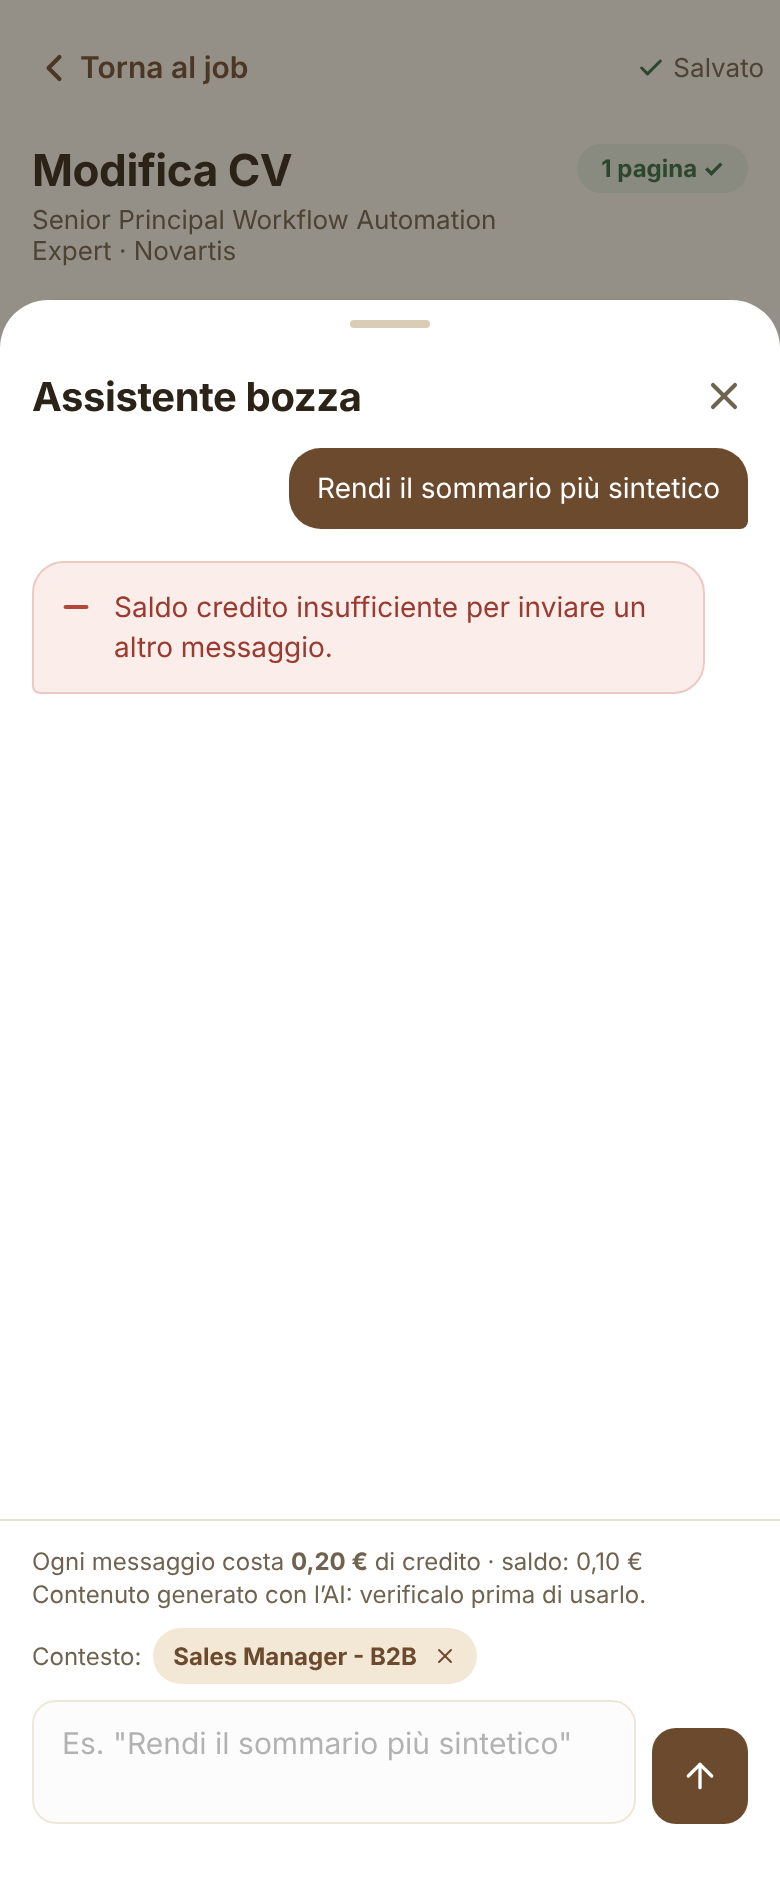 Torna al job
Salvato
Modifica CV
1 pagina
Senior Principal Workflow Automation
Expert · Novartis
Assistente bozza
Rendi il sommario più sintetico
Saldo credito insufficiente per inviare un
altro messaggio.
Ogni messaggio costa 0,20 € di credito · saldo: 0,10 €
Contenuto generato con l'AI: verificalo prima di usarlo.
Contesto: Sales Manager - B2B
Es. "Rendi il sommario più sintetico"